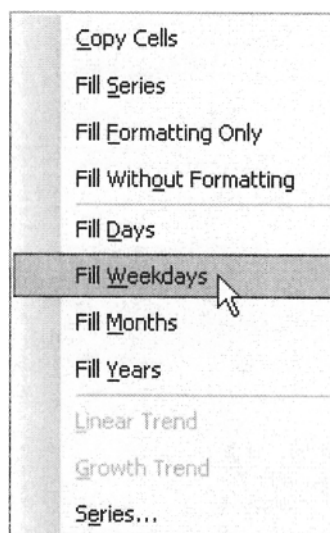 Copy Cells
Fill Series
Fill Formatting Only
Fill Without Formatting
Fill Days
Fill Weekdays
Fill Months
Fill Years
Linear Trend
Growth Trend
Series...